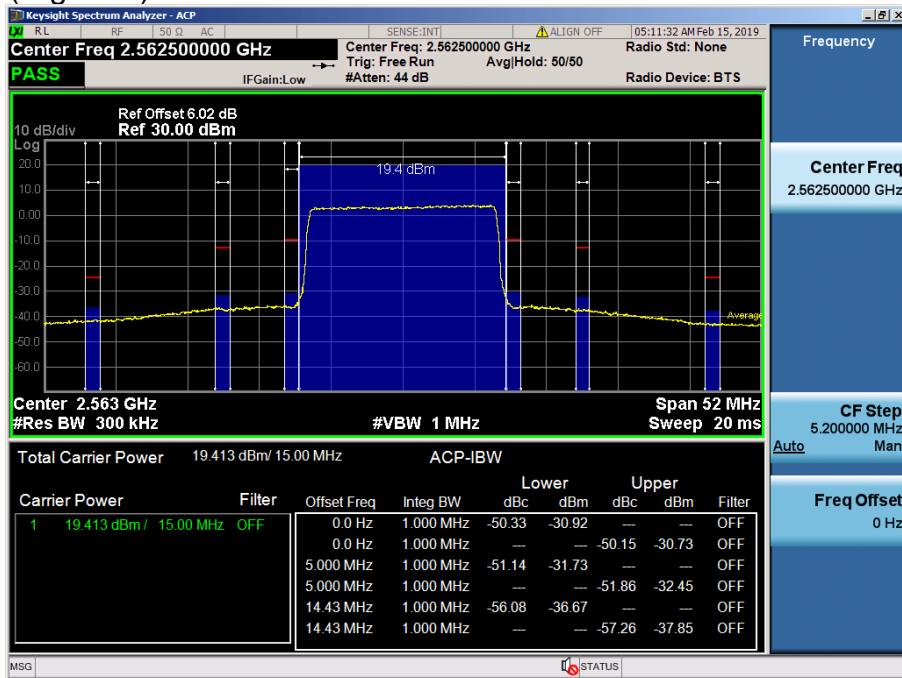 Keysight Spectrum Analyzer - ACP
LXI RL RF 50 Ω AC SENSE:INT ALIGN OFF 05:11:32 AM Feb 15, 2019
Center Freq 2.562500000 GHz
Center Freq: 2.562500000 GHz
Radio Std: None
Trig: Free Run Avg|Hold: 50/50
PASS
IFGain:Low
#Atten: 44 dB
Radio Device: BTS
Ref Offset 6.02 dB
10 dB/div Ref 30.00 dBm
Log
20.0
19.4 dBm
10.0
0.00
-10.0
-20.0
-30.0
-40.0
Average
-50.0
-60.0
Center 2.563 GHz Span 52 MHz
#Res BW 300 kHz #VBW 1 MHz Sweep 20 ms
Total Carrier Power 19.413 dBm/ 15.00 MHz ACP-IBW
Lower Upper
Carrier Power Filter
Offset Freq Integ BW dBc dBm dBc dBm Filter
1 19.413 dBm / 15.00 MHz OFF
0.0 Hz 1.000 MHz -50.33 -30.92 --- --- OFF
0.0 Hz 1.000 MHz --- --- -50.15 -30.73 OFF
5.000 MHz 1.000 MHz -51.14 -31.73 --- --- OFF
5.000 MHz 1.000 MHz --- --- -51.86 -32.45 OFF
14.43 MHz 1.000 MHz -56.08 -36.67 --- --- OFF
14.43 MHz 1.000 MHz --- --- -57.26 -37.85 OFF
MSG STATUS
Frequency
Center Freq
2.562500000 GHz
CF Step
5.200000 MHz
Auto Man
Freq Offset
0 Hz